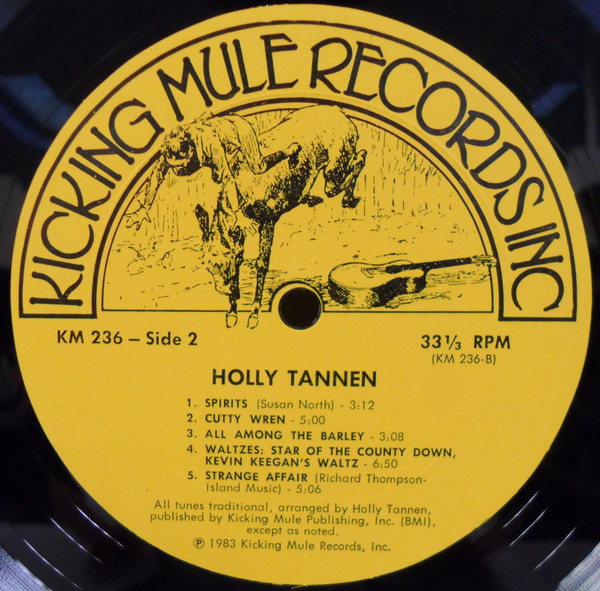 KICKING MULE RECORDS INC
KM 236 – Side 2
33⅓ RPM
(KM 236-B)
HOLLY TANNEN
1. SPIRITS (Susan North) - 3:12
2. CUTTY WREN - 5:00
3. ALL AMONG THE BARLEY - 3:08
4. WALTZES: STAR OF THE COUNTY DOWN,
KEVIN KEEGAN'S WALTZ - 6:50
5. STRANGE AFFAIR (Richard Thompson-
Island Music) - 5:06
All tunes traditional, arranged by Holly Tannen,
published by Kicking Mule Publishing, Inc. (BMI),
except as noted.
℗ 1983 Kicking Mule Records, Inc.